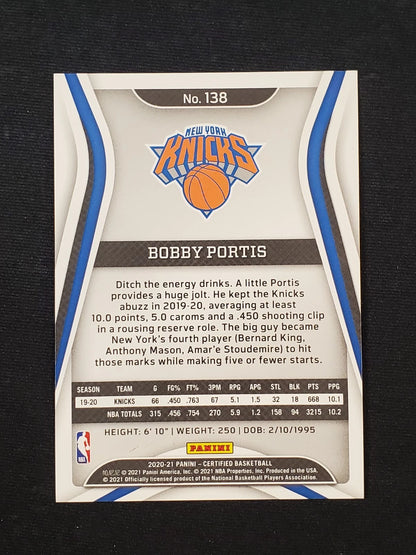 No. 138
NEW YORK
KNICKS
BOBBY PORTIS
Ditch the energy drinks. A little Portis
provides a huge jolt. He kept the Knicks
abuzz in 2019-20, averaging at least
10.0 points, 5.0 caroms and a .450 shooting clip
in a rousing reserve role. The big guy became
New York's fourth player (Bernard King,
Anthony Mason, Amar'e Stoudemire) to hit
those marks while making five or fewer starts.
SEASON TEAM G FG% FT% 3PM RPG APG STL BLK PTS PPG
19-20 KNICKS 66 .450 .763 67 5.1 1.5 32 18 668 10.1
NBA TOTALS 315 .456 .754 290 5.9 1.2 158 94 3215 10.2
HEIGHT: 6' 10" | WEIGHT: 250 | DOB: 2/10/1995
NBA
PANINI
2020-21 PANINI – CERTIFIED BASKETBALL
© 2021 Panini America, Inc. © 2021 NBA Properties, Inc. Produced in the USA.
© 2021 Officially licensed product of the National Basketball Players Association.